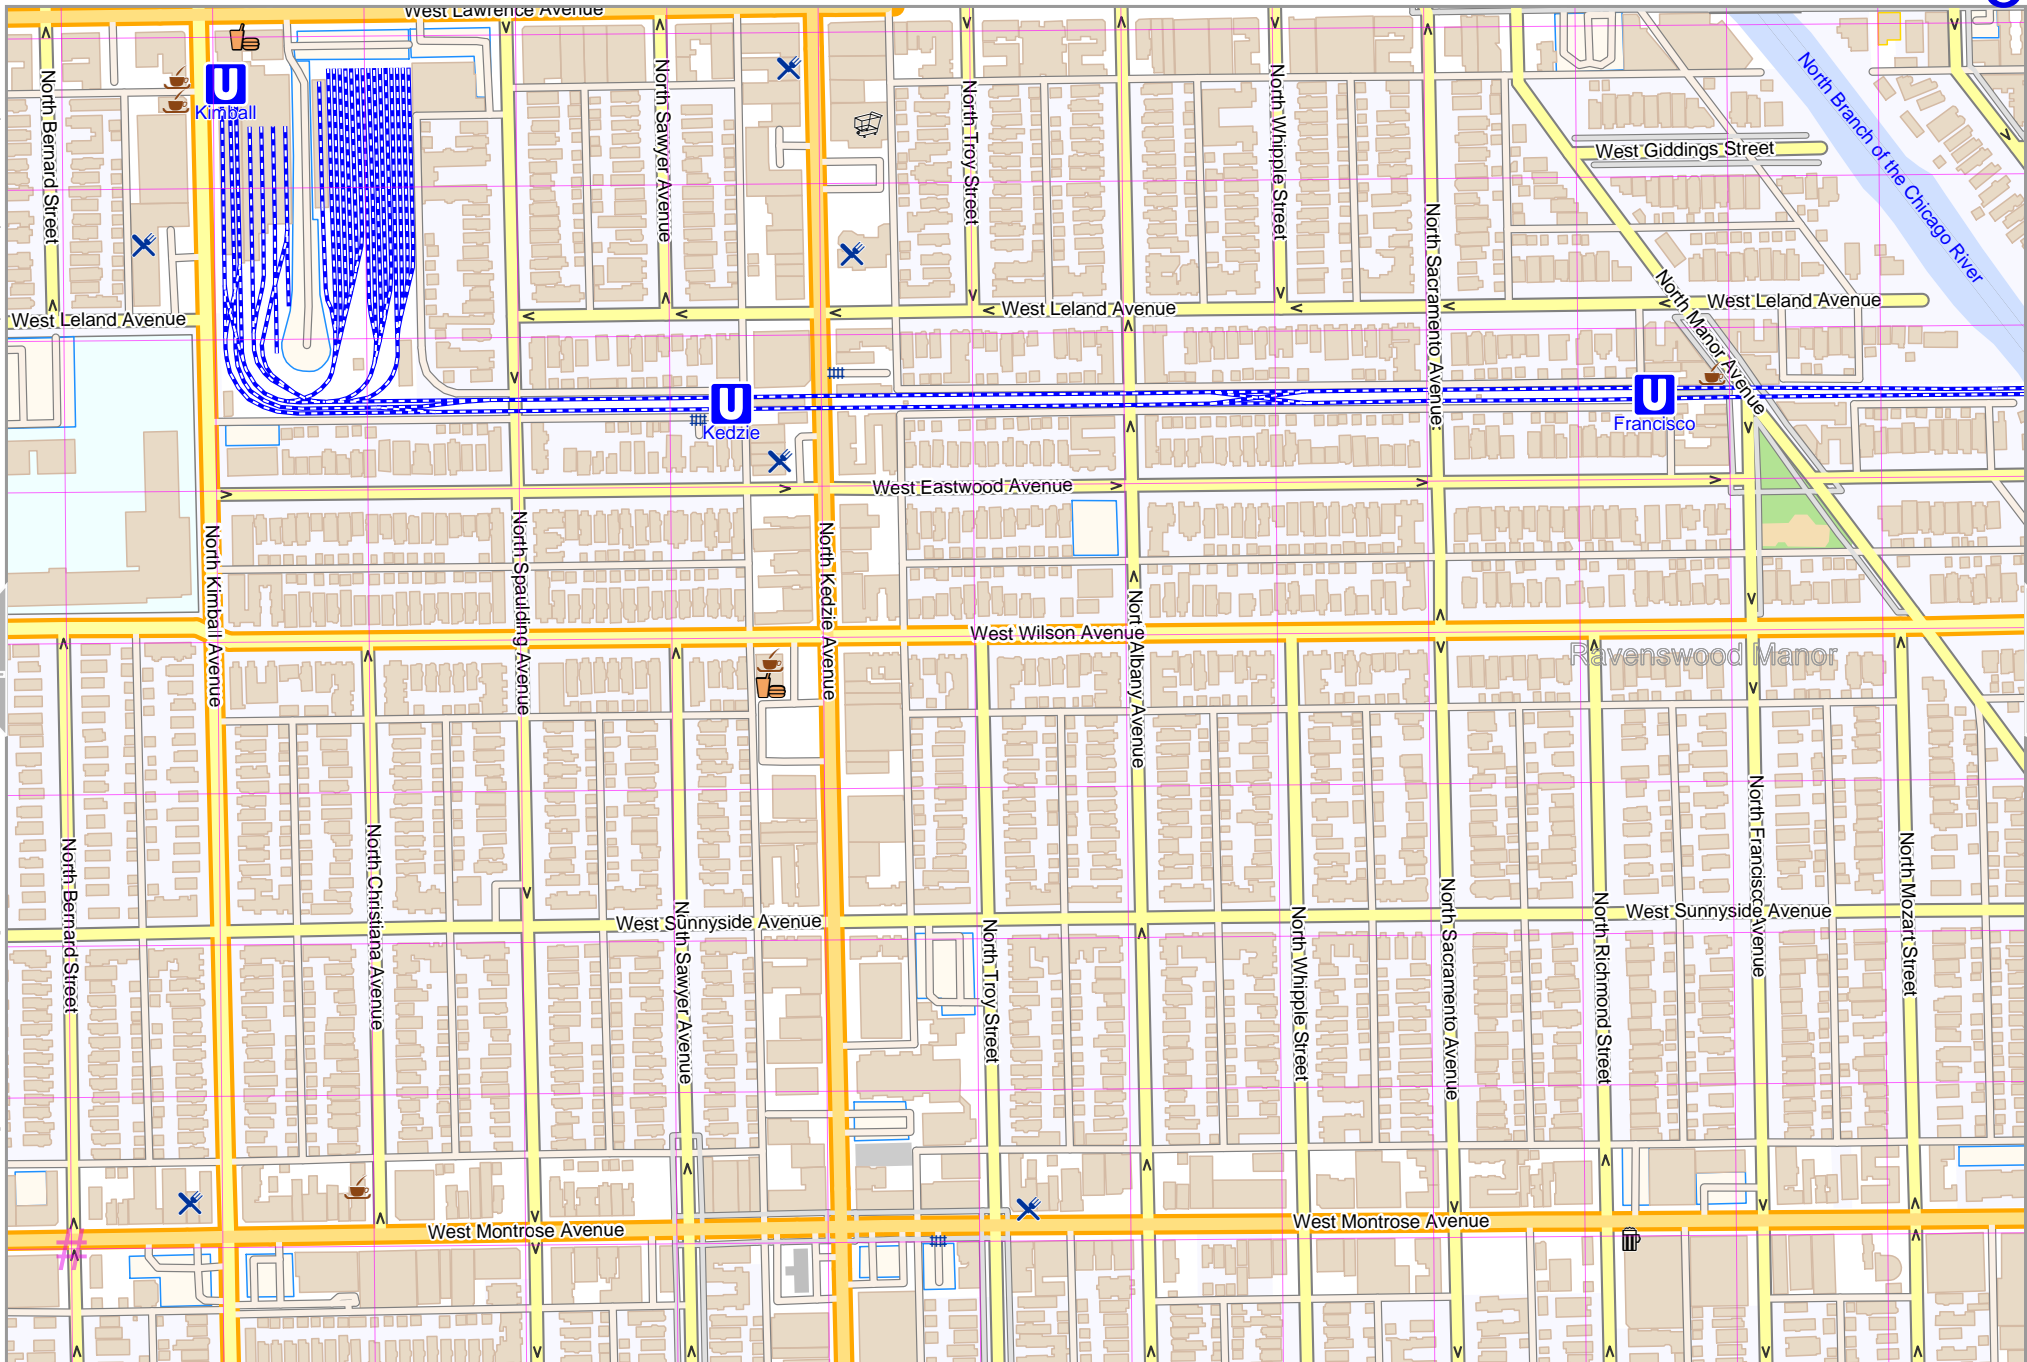 West Lawrence Avenue
North Bernard Street
Kimball
North Sawyer Avenue
North Troy Street
North Whipple Street
North Sacramento Avenue
West Giddings Street
North Branch of the Chicago River
West Leland Avenue
West Leland Avenue
West Leland Avenue
North Manor Avenue
Kedzie
Francisco
West Eastwood Avenue
North Kimball Avenue
North Spaulding Avenue
North Kedzie Avenue
North Albany Avenue
West Wilson Avenue
Ravenswood Manor
North Bernard Street
North Christiana Avenue
West Sunnyside Avenue
North Sawyer Avenue
North Troy Street
North Whipple Street
North Sacramento Avenue
North Richmond Street
North Francisco Avenue
West Sunnyside Avenue
North Mozart Street
West Montrose Avenue
West Montrose Avenue